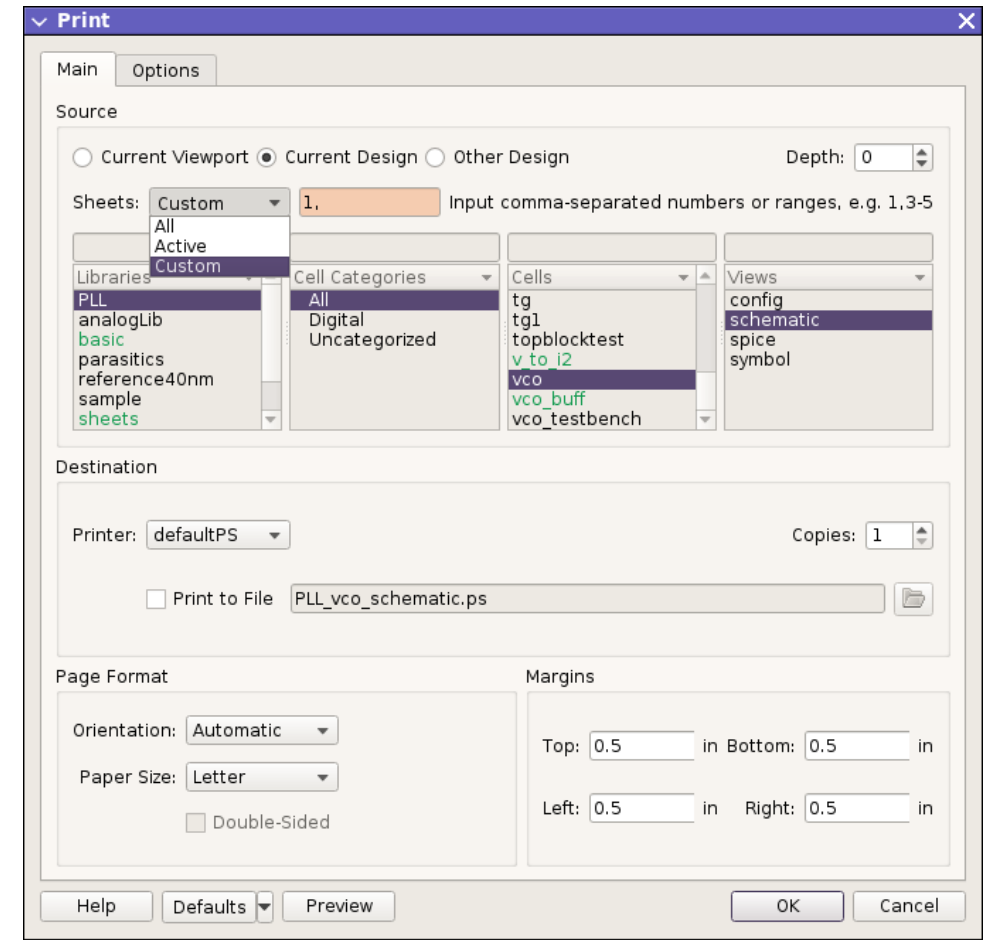 Print
Main Options
Source
Current Viewport Current Design Other Design Depth: 0
Sheets: Custom 1, Input comma-separated numbers or ranges, e.g. 1,3-5
All
Active
Custom
Libraries Cell Categories Cells Views
PLL All tg config
analogLib Digital tg1 schematic
basic Uncategorized topblocktest spice
parasitics v_to_i2 symbol
reference40nm vco
sample vco_buff
sheets vco_testbench
Destination
Printer: defaultPS Copies: 1
Print to File PLL_vco_schematic.ps
Page Format Margins
Orientation: Automatic
Top: 0.5 in Bottom: 0.5 in
Paper Size: Letter
Left: 0.5 in Right: 0.5 in
Double-Sided
Help Defaults Preview OK Cancel